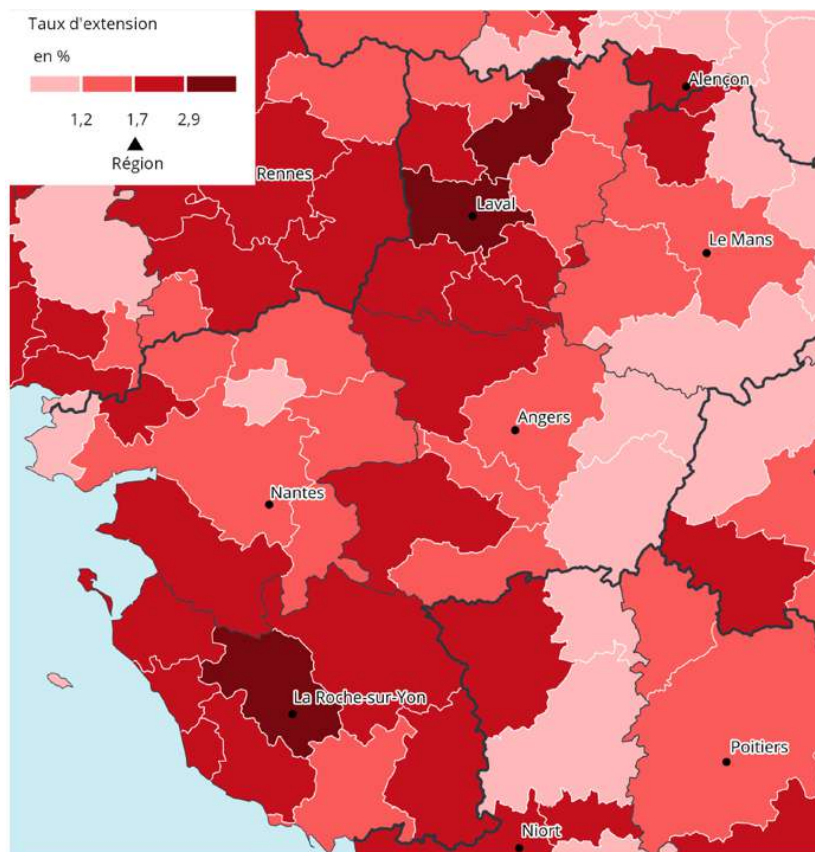 Taux d'extension
en %
1,2
1,7
2,9
Région
Alençon
Rennes
Laval
Le Mans
Angers
Nantes
La Roche-sur-Yon
Poitiers
Niort